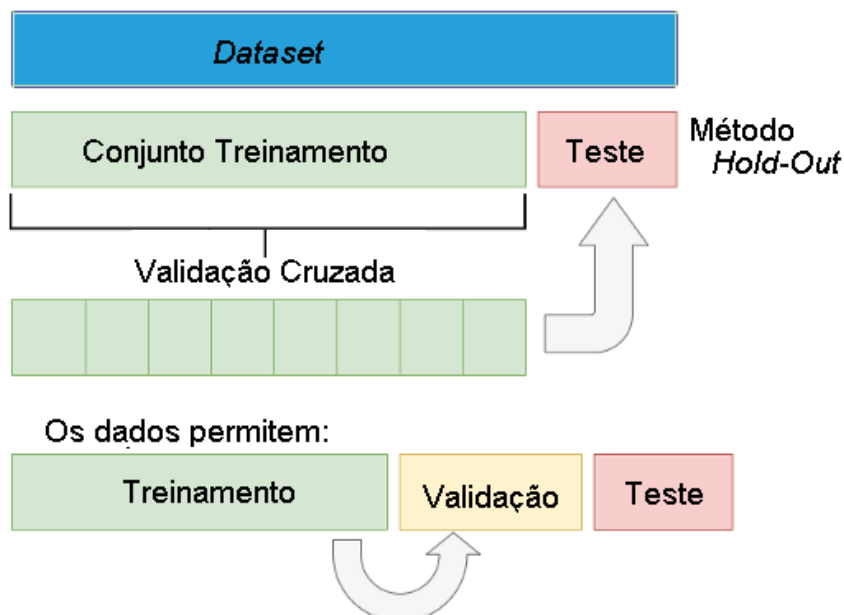 Dataset
Conjunto Treinamento
Teste
Método
Hold-Out
Validação Cruzada
Os dados permitem:
Treinamento
Validação
Teste